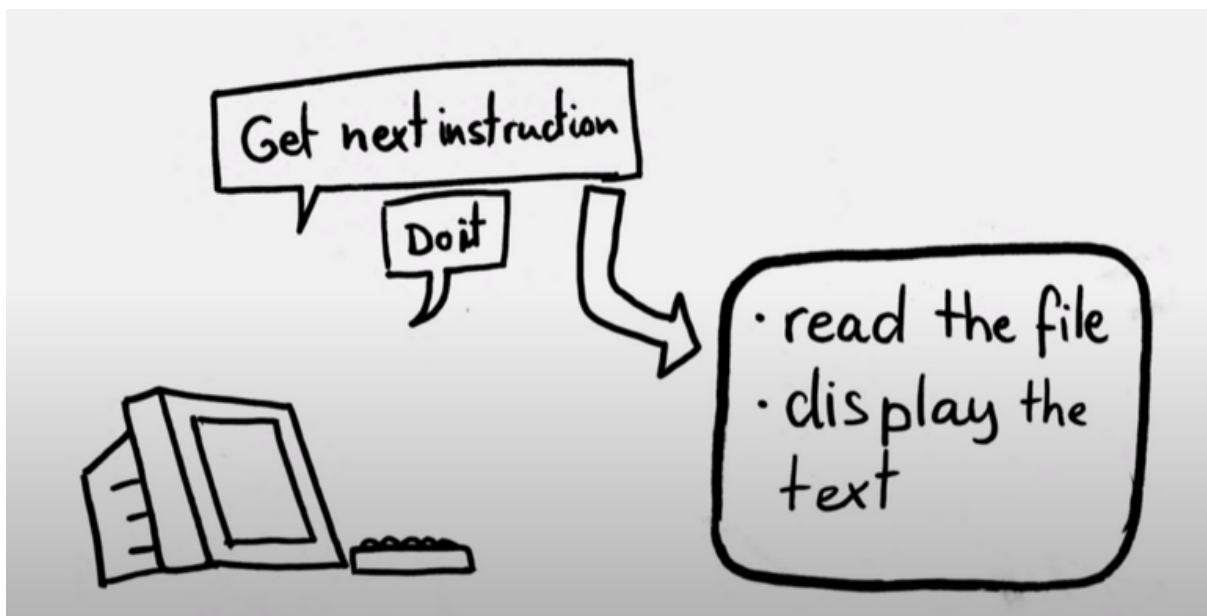 Get next instruction
Do it
· read the file
· display the
text